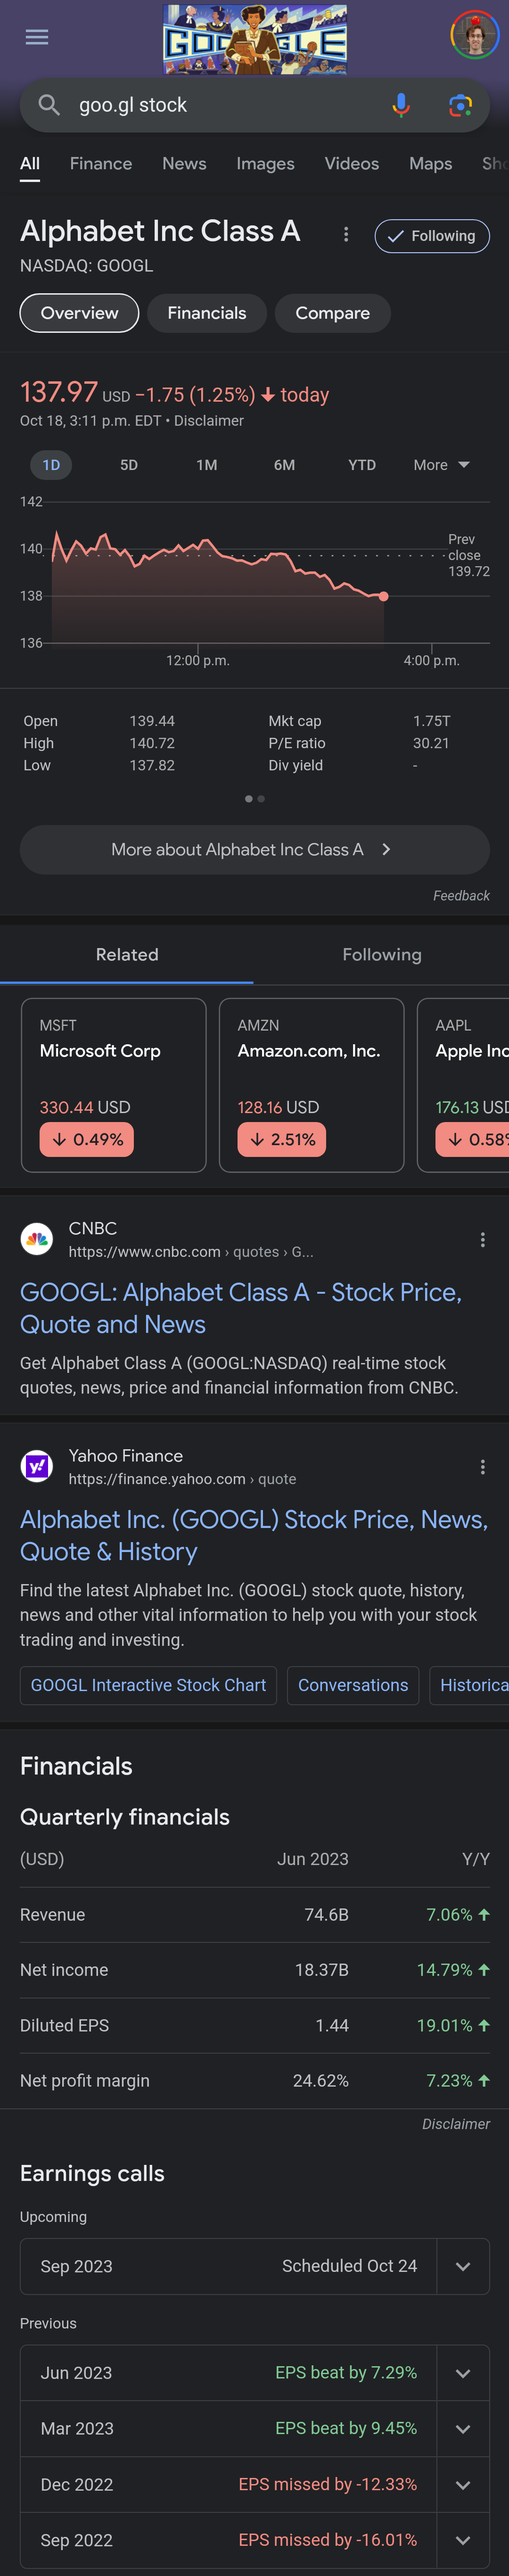 GOOGLE
goo.gl stock
All Finance News Images Videos Maps Sh
Alphabet Inc Class A
Following
NASDAQ: GOOGL
Overview Financials Compare
137.97 USD −1.75 (1.25%) today
Oct 18, 3:11 p.m. EDT • Disclaimer
1D 5D 1M 6M YTD More
142
140
138
136
Prev
close
139.72
12:00 p.m. 4:00 p.m.
Open 139.44 Mkt cap 1.75T
High 140.72 P/E ratio 30.21
Low 137.82 Div yield -
More about Alphabet Inc Class A
Feedback
Related Following
MSFT
Microsoft Corp
330.44 USD
0.49%
AMZN
Amazon.com, Inc.
128.16 USD
2.51%
AAPL
Apple Inc
176.13 USD
0.58%
CNBC
https://www.cnbc.com › quotes › G...
GOOGL: Alphabet Class A - Stock Price,
Quote and News
Get Alphabet Class A (GOOGL:NASDAQ) real-time stock
quotes, news, price and financial information from CNBC.
y!
Yahoo Finance
https://finance.yahoo.com › quote
Alphabet Inc. (GOOGL) Stock Price, News,
Quote & History
Find the latest Alphabet Inc. (GOOGL) stock quote, history,
news and other vital information to help you with your stock
trading and investing.
GOOGL Interactive Stock Chart Conversations Historica
Financials
Quarterly financials
(USD) Jun 2023 Y/Y
Revenue 74.6B 7.06%
Net income 18.37B 14.79%
Diluted EPS 1.44 19.01%
Net profit margin 24.62% 7.23%
Disclaimer
Earnings calls
Upcoming
Sep 2023 Scheduled Oct 24
Previous
Jun 2023 EPS beat by 7.29%
Mar 2023 EPS beat by 9.45%
Dec 2022 EPS missed by -12.33%
Sep 2022 EPS missed by -16.01%